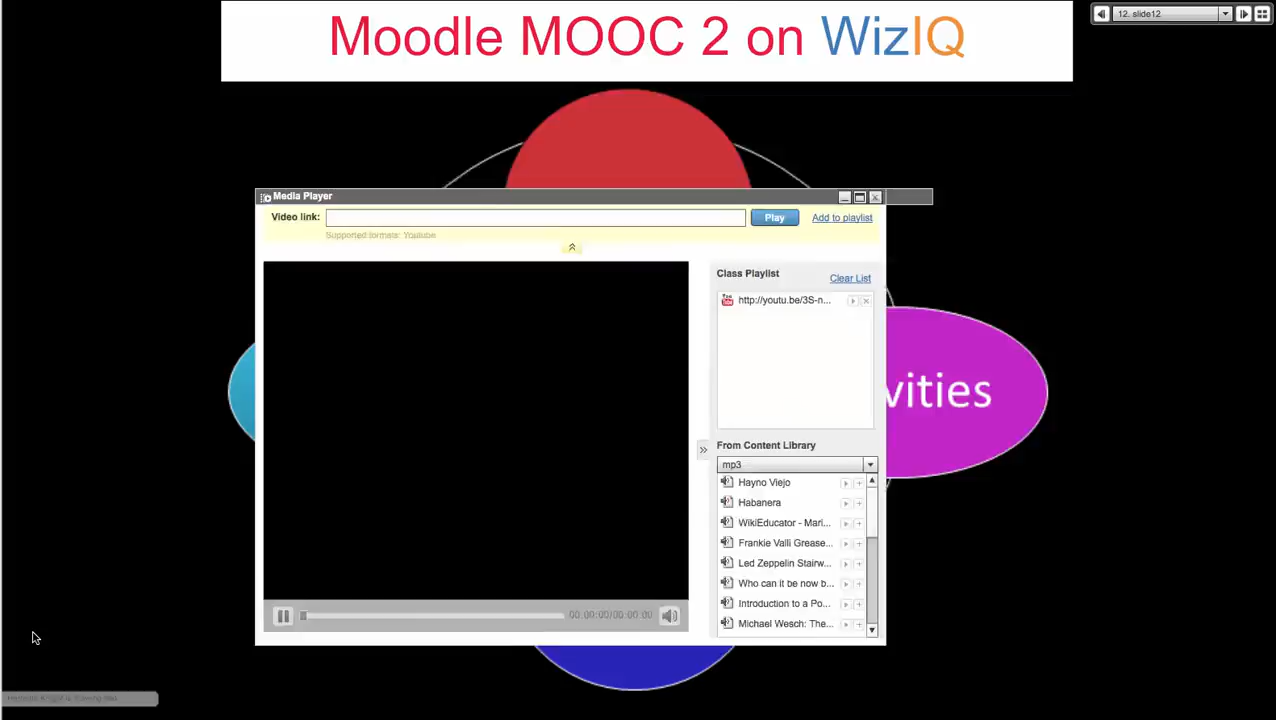 Moodle MOOC 2 on WizIQ
12. slide12
Media Player
Video link:
Play
Add to playlist
Supported formats: Youtube
Class Playlist
Clear List
http://youtu.be/3S-n...
vities
From Content Library
mp3
Hayno Viejo
Habanera
WikiEducator - Mari...
Frankie Valli Grease...
Led Zeppelin Stairw...
Who can it be now b...
Introduction to a Po...
Michael Wesch: The...
00:00:00/00:00:00